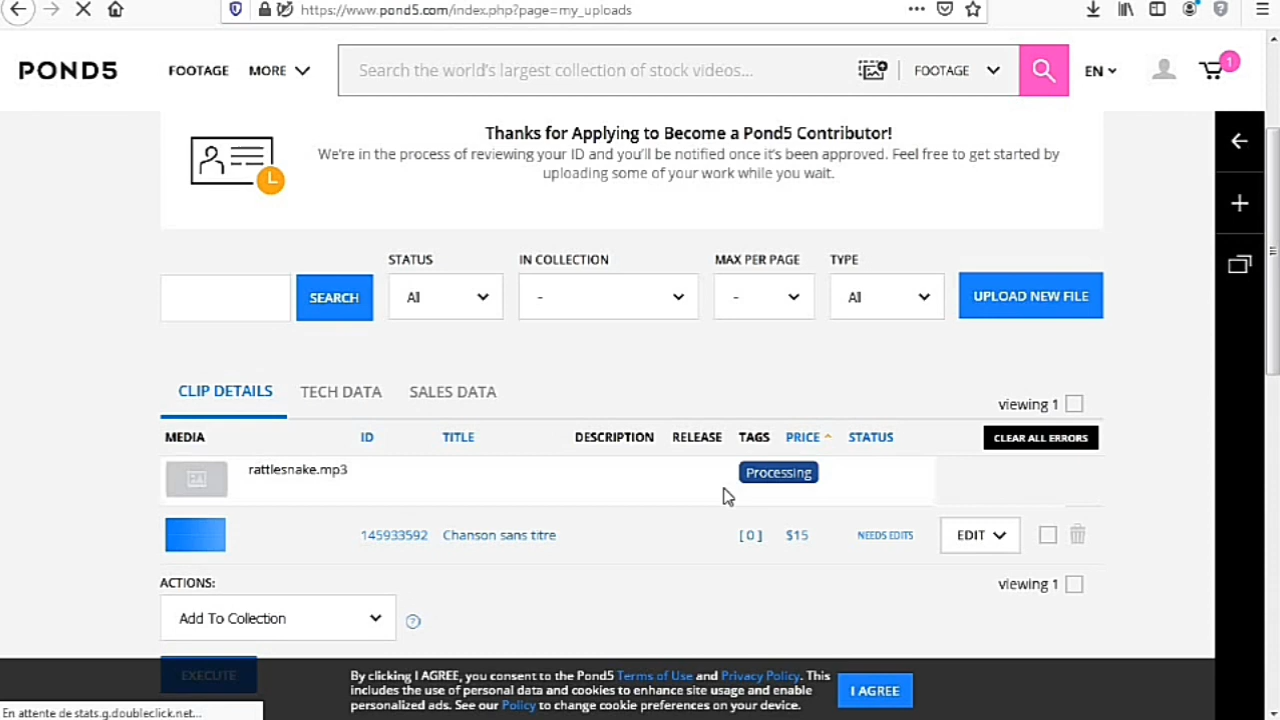 https://www.pond5.com/index.php?page=my_uploads
POND5
FOOTAGE
MORE
Search the world's largest collection of stock videos...
FOOTAGE
EN
1
Thanks for Applying to Become a Pond5 Contributor!
We're in the process of reviewing your ID and you'll be notified once it's been approved. Feel free to get started by
uploading some of your work while you wait.
STATUS
IN COLLECTION
MAX PER PAGE
TYPE
SEARCH
All
-
-
All
UPLOAD NEW FILE
CLIP DETAILS
TECH DATA
SALES DATA
viewing 1
MEDIA
ID
TITLE
DESCRIPTION
RELEASE
TAGS
PRICE
STATUS
CLEAR ALL ERRORS
rattlesnake.mp3
Processing
145933592
Chanson sans titre
[ 0 ]
$15
NEEDS EDITS
EDIT
ACTIONS:
viewing 1
Add To Collection
?
EXECUTE
By clicking I AGREE, you consent to the Pond5 Terms of Use and Privacy Policy. This
includes the use of personal data and cookies to enhance site usage and enable
personalized ads. See our Policy to change cookie preferences on your device.
I AGREE
En attente de stats.g.doubleclick.net...